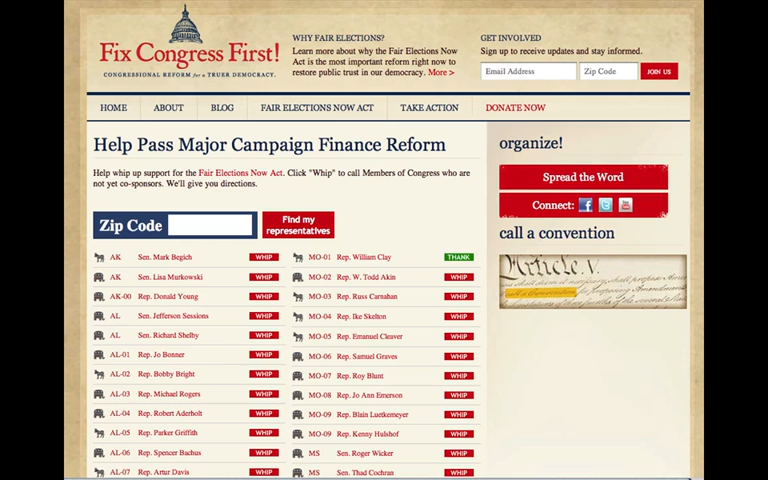 Fix Congress First!
CONGRESSIONAL REFORM for a TRUER DEMOCRACY.
WHY FAIR ELECTIONS?
Learn more about why the Fair Elections Now
Act is the most important reform right now to
restore public trust in our democracy. More >
GET INVOLVED
Sign up to receive updates and stay informed.
Email Address
Zip Code
JOIN US
HOME
ABOUT
BLOG
FAIR ELECTIONS NOW ACT
TAKE ACTION
DONATE NOW
Help Pass Major Campaign Finance Reform
Help whip up support for the Fair Elections Now Act. Click "Whip" to call Members of Congress who are
not yet co-sponsors. We'll give you directions.
Zip Code
Find my
representatives
AK Sen. Mark Begich WHIP
AK Sen. Lisa Murkowski WHIP
AK-00 Rep. Donald Young WHIP
AL Sen. Jefferson Sessions WHIP
AL Sen. Richard Shelby WHIP
AL-01 Rep. Jo Bonner WHIP
AL-02 Rep. Bobby Bright WHIP
AL-03 Rep. Michael Rogers WHIP
AL-04 Rep. Robert Aderholt WHIP
AL-05 Rep. Parker Griffith WHIP
AL-06 Rep. Spencer Bachus WHIP
AL-07 Rep. Artur Davis WHIP
MO-01 Rep. William Clay THANK
MO-02 Rep. W. Todd Akin WHIP
MO-03 Rep. Russ Carnahan WHIP
MO-04 Rep. Ike Skelton WHIP
MO-05 Rep. Emanuel Cleaver WHIP
MO-06 Rep. Samuel Graves WHIP
MO-07 Rep. Roy Blunt WHIP
MO-08 Rep. Jo Ann Emerson WHIP
MO-09 Rep. Blain Luetkemeyer WHIP
MO-09 Rep. Kenny Hulshof WHIP
MS Sen. Roger Wicker WHIP
MS Sen. Thad Cochran WHIP
organize!
Spread the Word
Connect:
call a convention
Article. V.
call a Convention